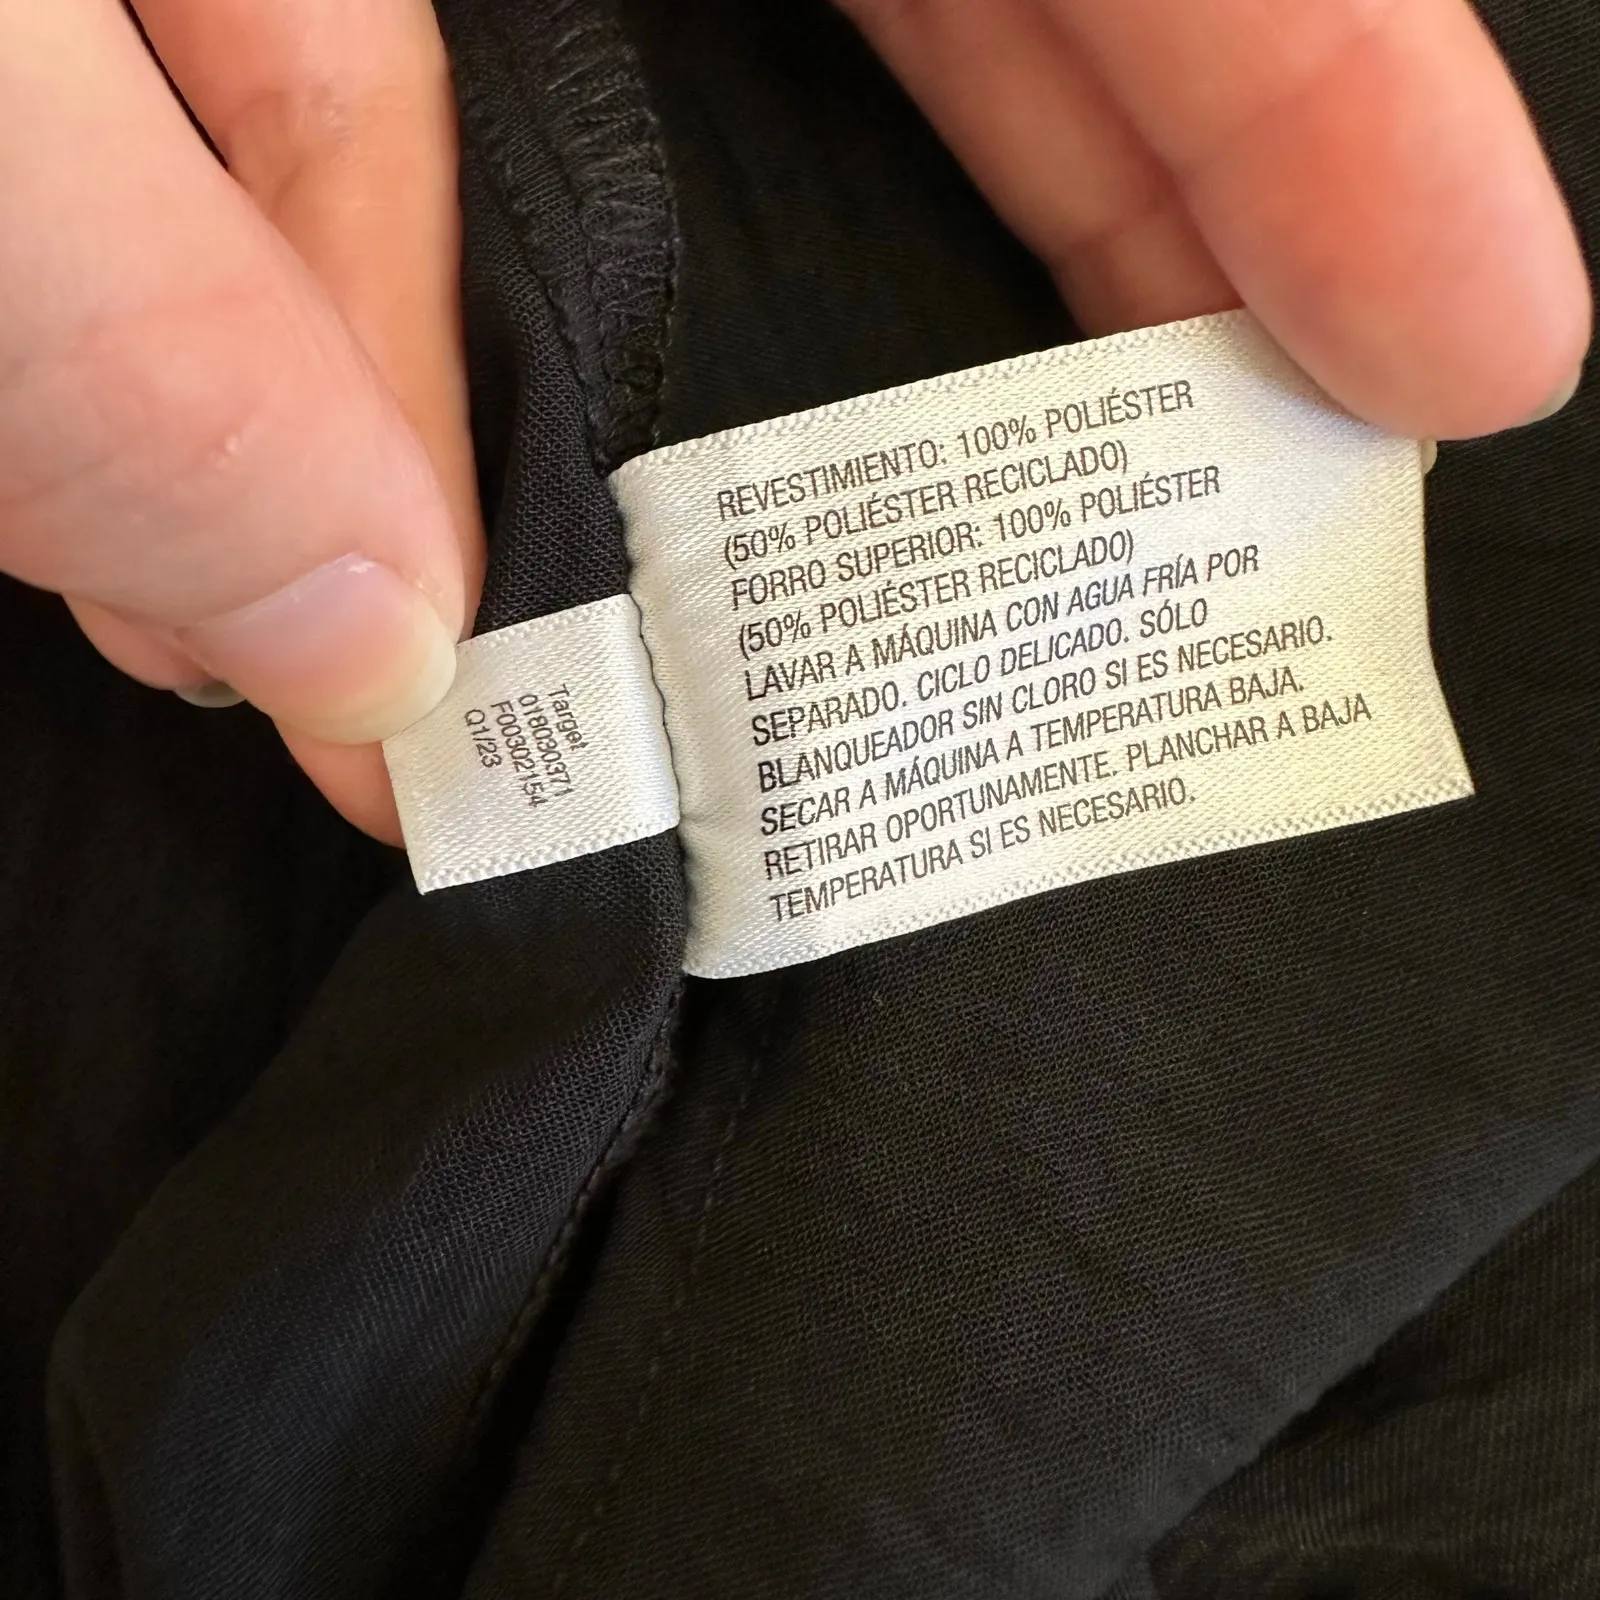 REVESTIMIENTO: 100% POLIÉSTER
(50% POLIÉSTER RECICLADO)
FORRO SUPERIOR: 100% POLIÉSTER
(50% POLIÉSTER RECICLADO)
LAVAR A MÁQUINA CON AGUA FRÍA POR
SEPARADO. CICLO DELICADO. SÓLO
BLANQUEADOR SIN CLORO SI ES NECESARIO.
SECAR A MÁQUINA A TEMPERATURA BAJA.
RETIRAR OPORTUNAMENTE. PLANCHAR A BAJA
TEMPERATURA SI ES NECESARIO.
Target
018030371
F00302154
Q1/23